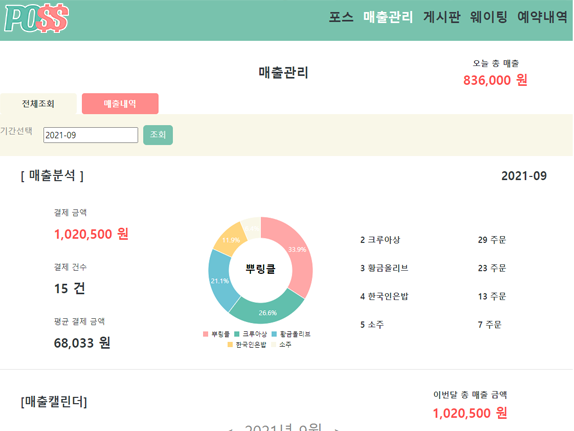 PO$$
포스 매출관리 게시판 웨이팅 예약내역
매출관리
오늘 총 매출
836,000 원
전체조회 매출내역
기간선택 2021-09 조회
[ 매출분석 ] 2021-09
결제 금액
1,020,500 원
결제 건수
15 건
평균 결제 금액
68,033 원
33.9%
26.6%
21.1%
11.9%
뿌링클
뿌링클 크루아상 황금올리브
한국인은밥 소주
2 크루아상 29 주문
3 황금올리브 23 주문
4 한국인은밥 13 주문
5 소주 7 주문
[매출캘린더]
이번달 총 매출 금액
1,020,500 원
< 2021년 9월 >